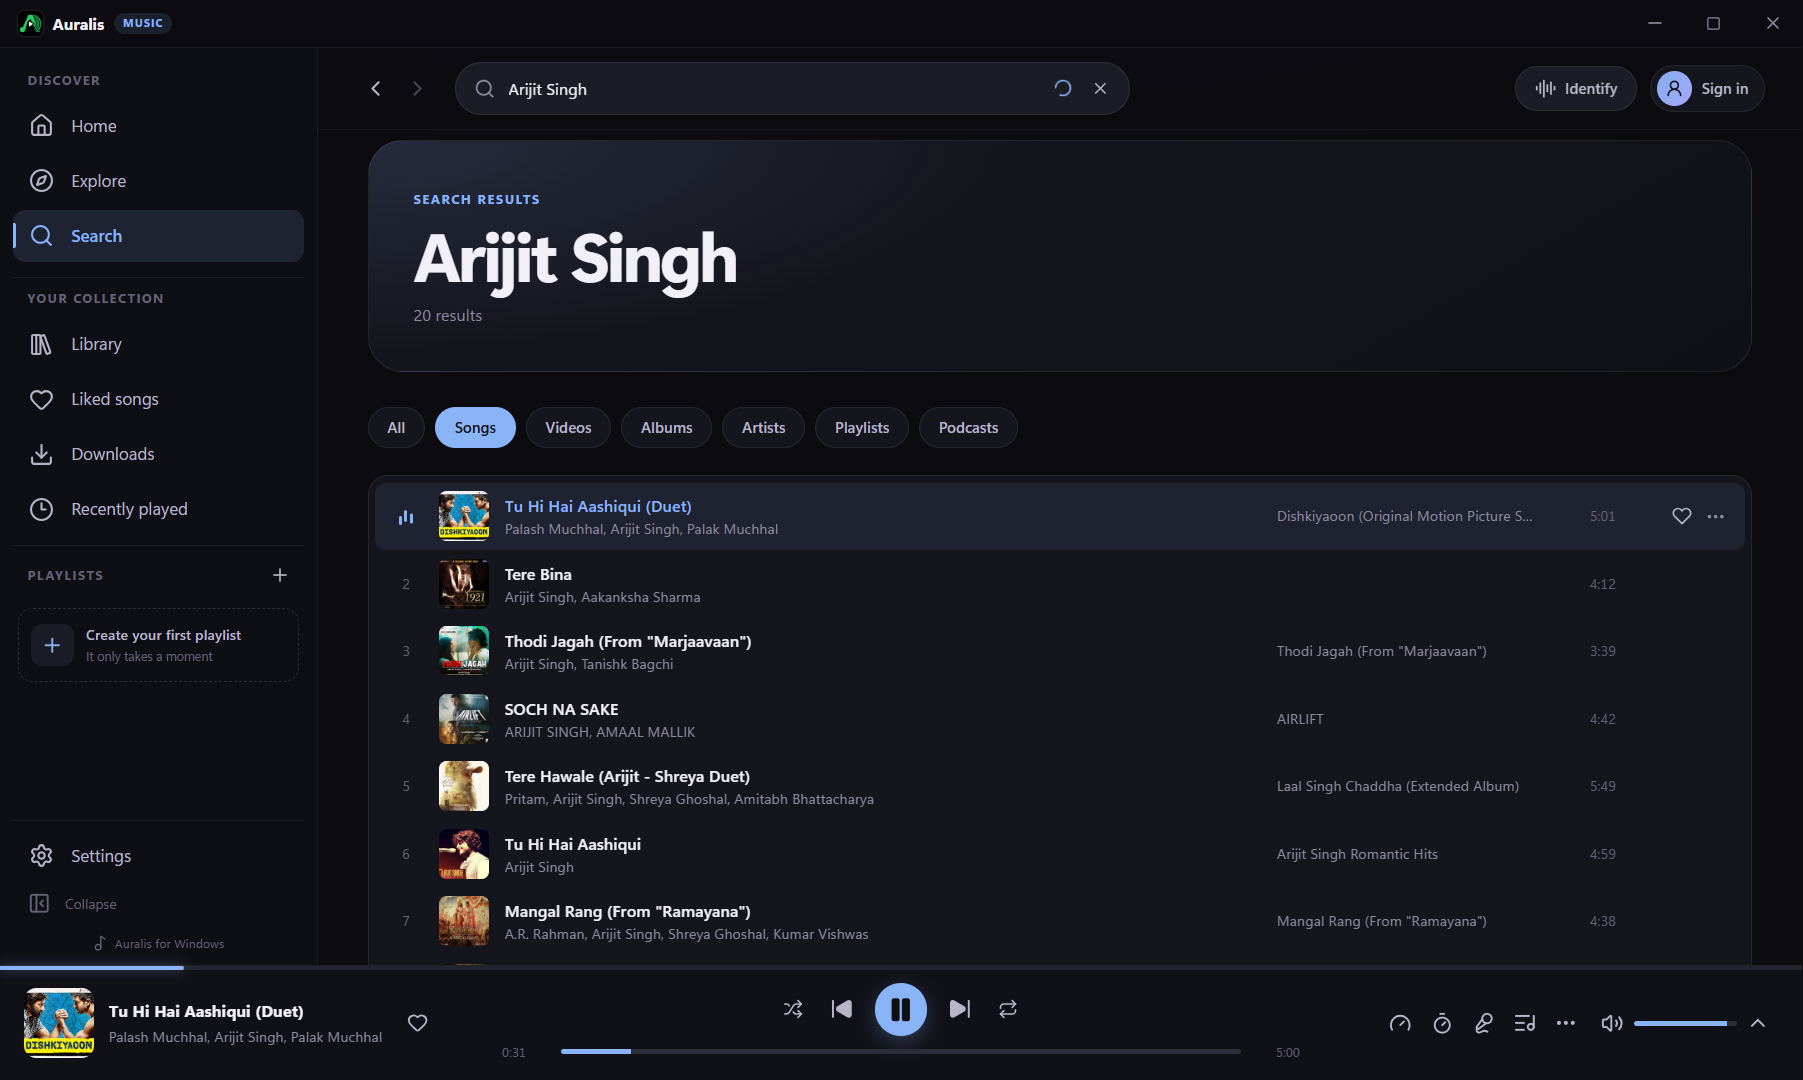 Auralis
MUSIC
DISCOVER
Home
Explore
Search
YOUR COLLECTION
Library
Liked songs
Downloads
Recently played
PLAYLISTS
Create your first playlist
It only takes a moment
Settings
Collapse
Auralis for Windows
Arijit Singh
Identify
Sign in
SEARCH RESULTS
Arijit Singh
20 results
All
Songs
Videos
Albums
Artists
Playlists
Podcasts
DISHKIYAOON
Tu Hi Hai Aashiqui (Duet)
Palash Muchhal, Arijit Singh, Palak Muchhal
Dishkiyaoon (Original Motion Picture S...
5:01
2
1921
Tere Bina
Arijit Singh, Aakanksha Sharma
4:12
3
THODI JAGAH
Thodi Jagah (From "Marjaavaan")
Arijit Singh, Tanishk Bagchi
Thodi Jagah (From "Marjaavaan")
3:39
4
AIRLIFT
SOCH NA SAKE
ARIJIT SINGH, AMAAL MALLIK
AIRLIFT
4:42
5
Tere Hawale (Arijit - Shreya Duet)
Pritam, Arijit Singh, Shreya Ghoshal, Amitabh Bhattacharya
Laal Singh Chaddha (Extended Album)
5:49
6
Tu Hi Hai Aashiqui
Arijit Singh
Arijit Singh Romantic Hits
4:59
7
Mangal Rang (From "Ramayana")
A.R. Rahman, Arijit Singh, Shreya Ghoshal, Kumar Vishwas
Mangal Rang (From "Ramayana")
4:38
DISHKIYAOON
Tu Hi Hai Aashiqui (Duet)
Palash Muchhal, Arijit Singh, Palak Muchhal
0:31
5:00